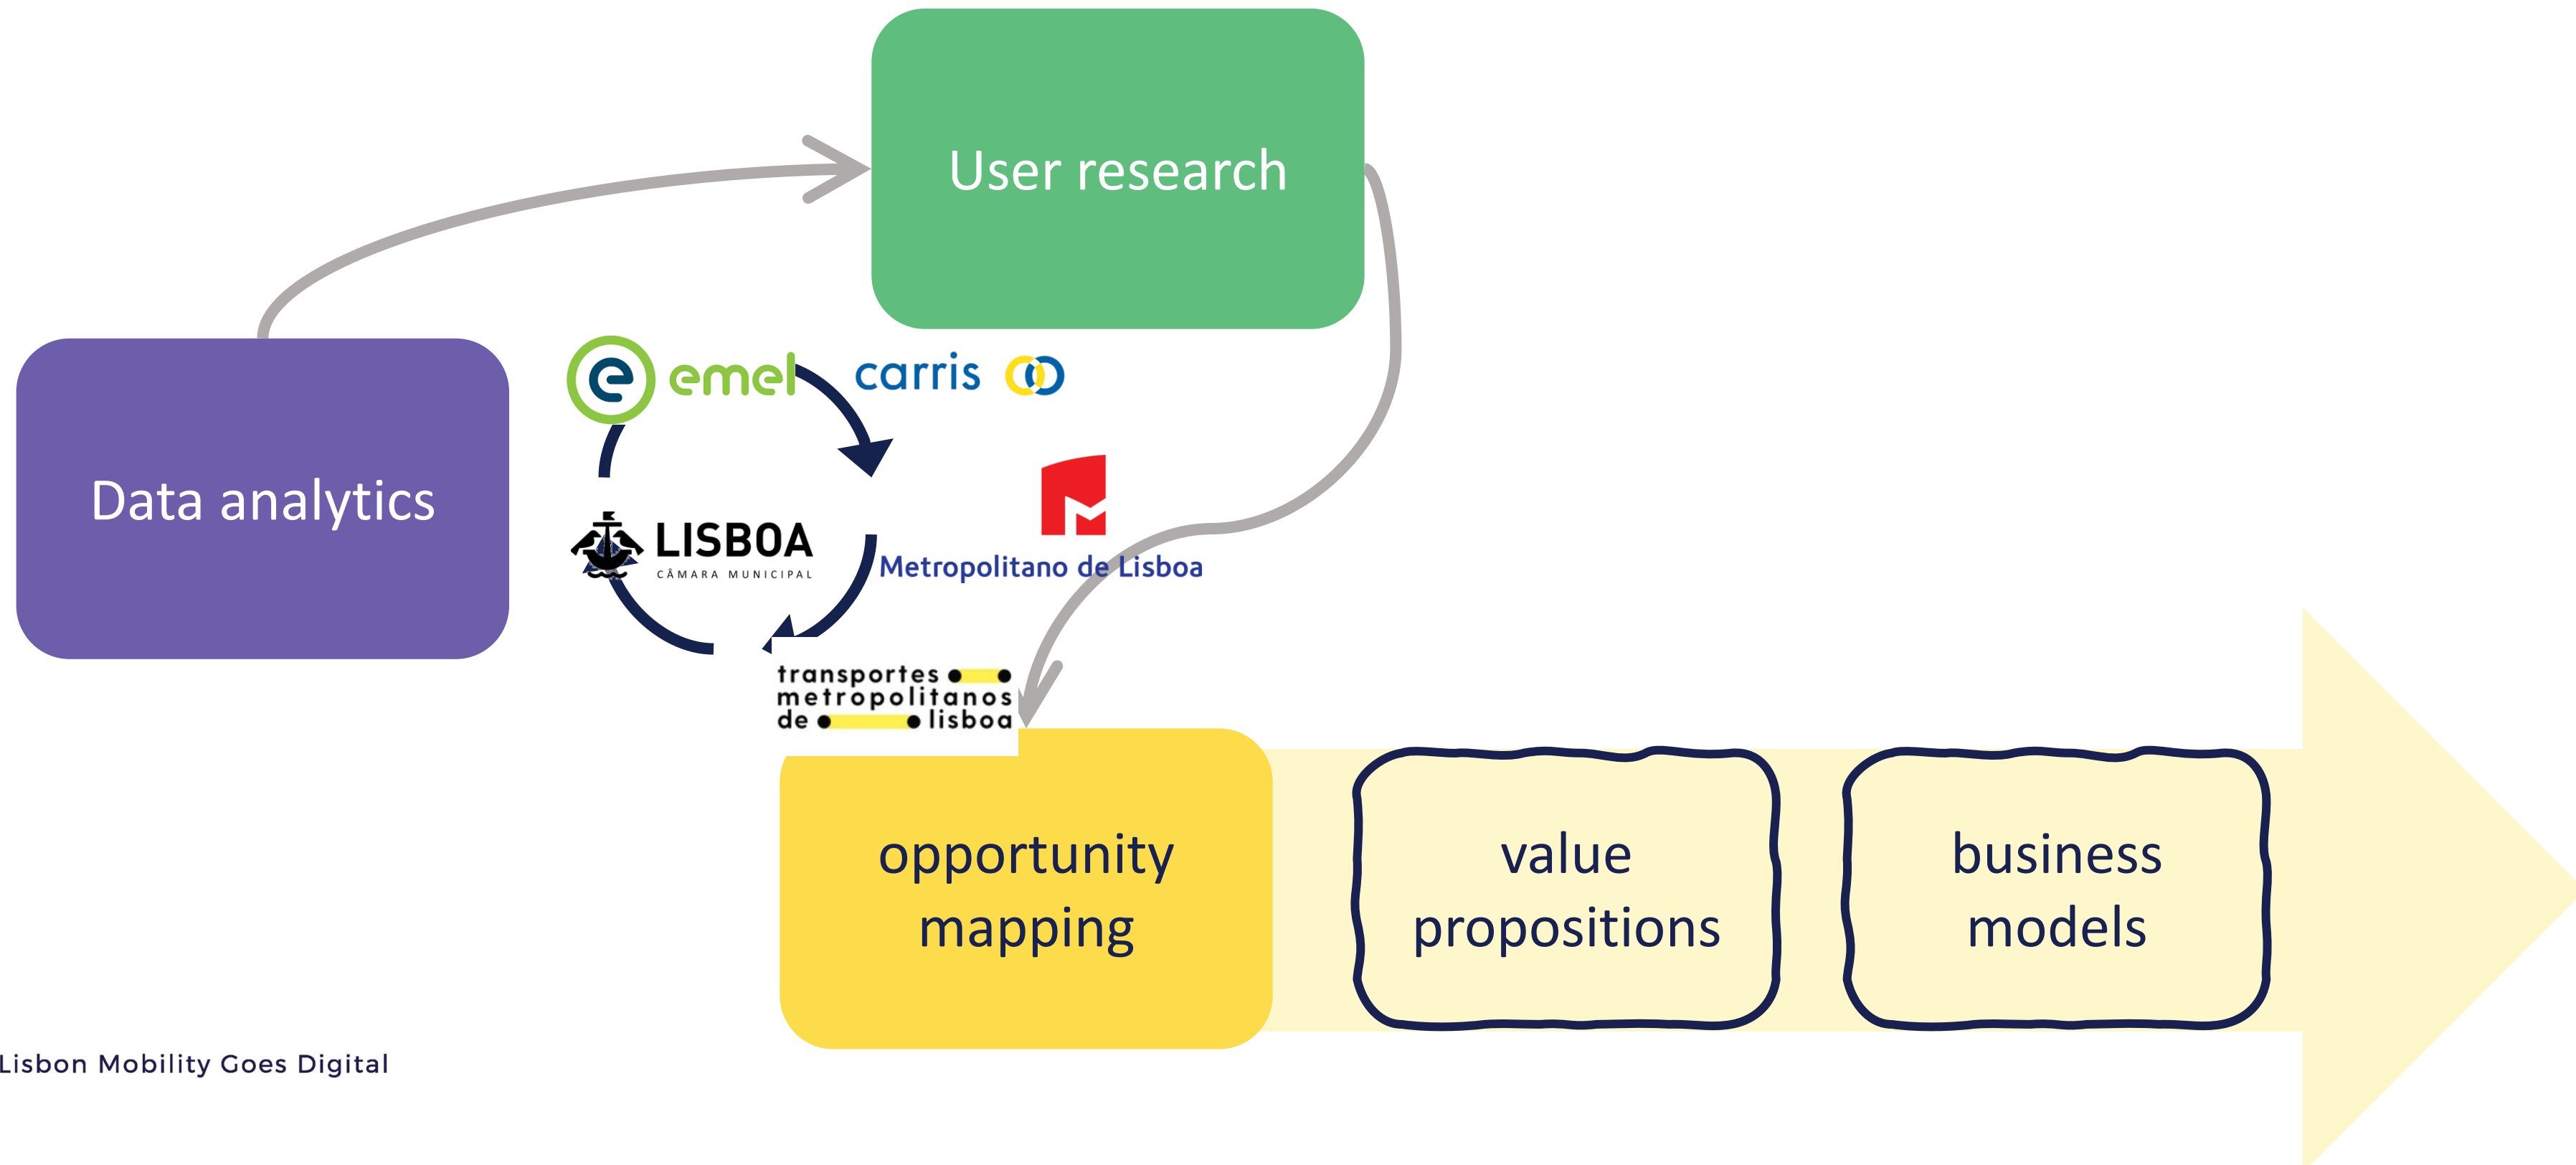 User research
Data analytics
e emel
carris
LISBOA
CÂMARA MUNICIPAL
Metropolitano de Lisboa
transportes
metropolitanos
de lisboa
opportunity
mapping
value
propositions
business
models
Lisbon Mobility Goes Digital